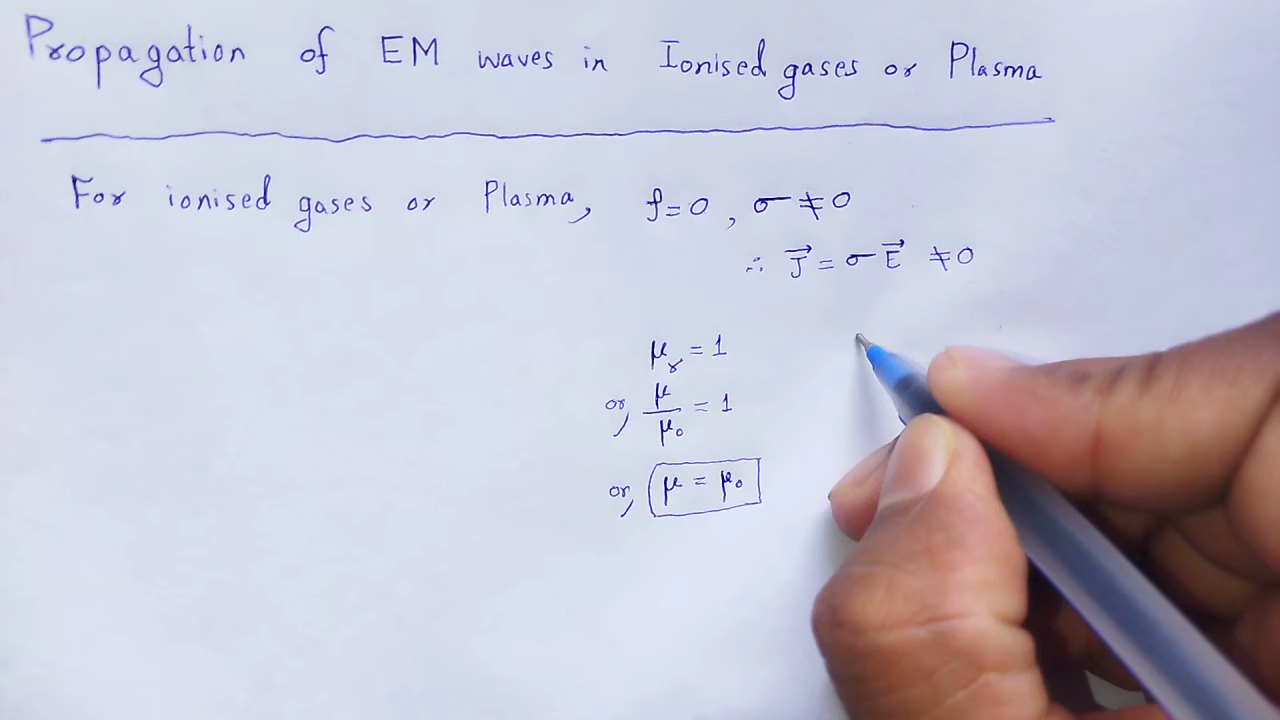 Propagation of EM waves in Ionised gases or Plasma
For ionised gases or Plasma, ρ=0, σ≠0
∴ J⃗ = σE⃗ ≠0
μᵣ = 1
or, μ/μ₀ = 1
or, μ = μ₀